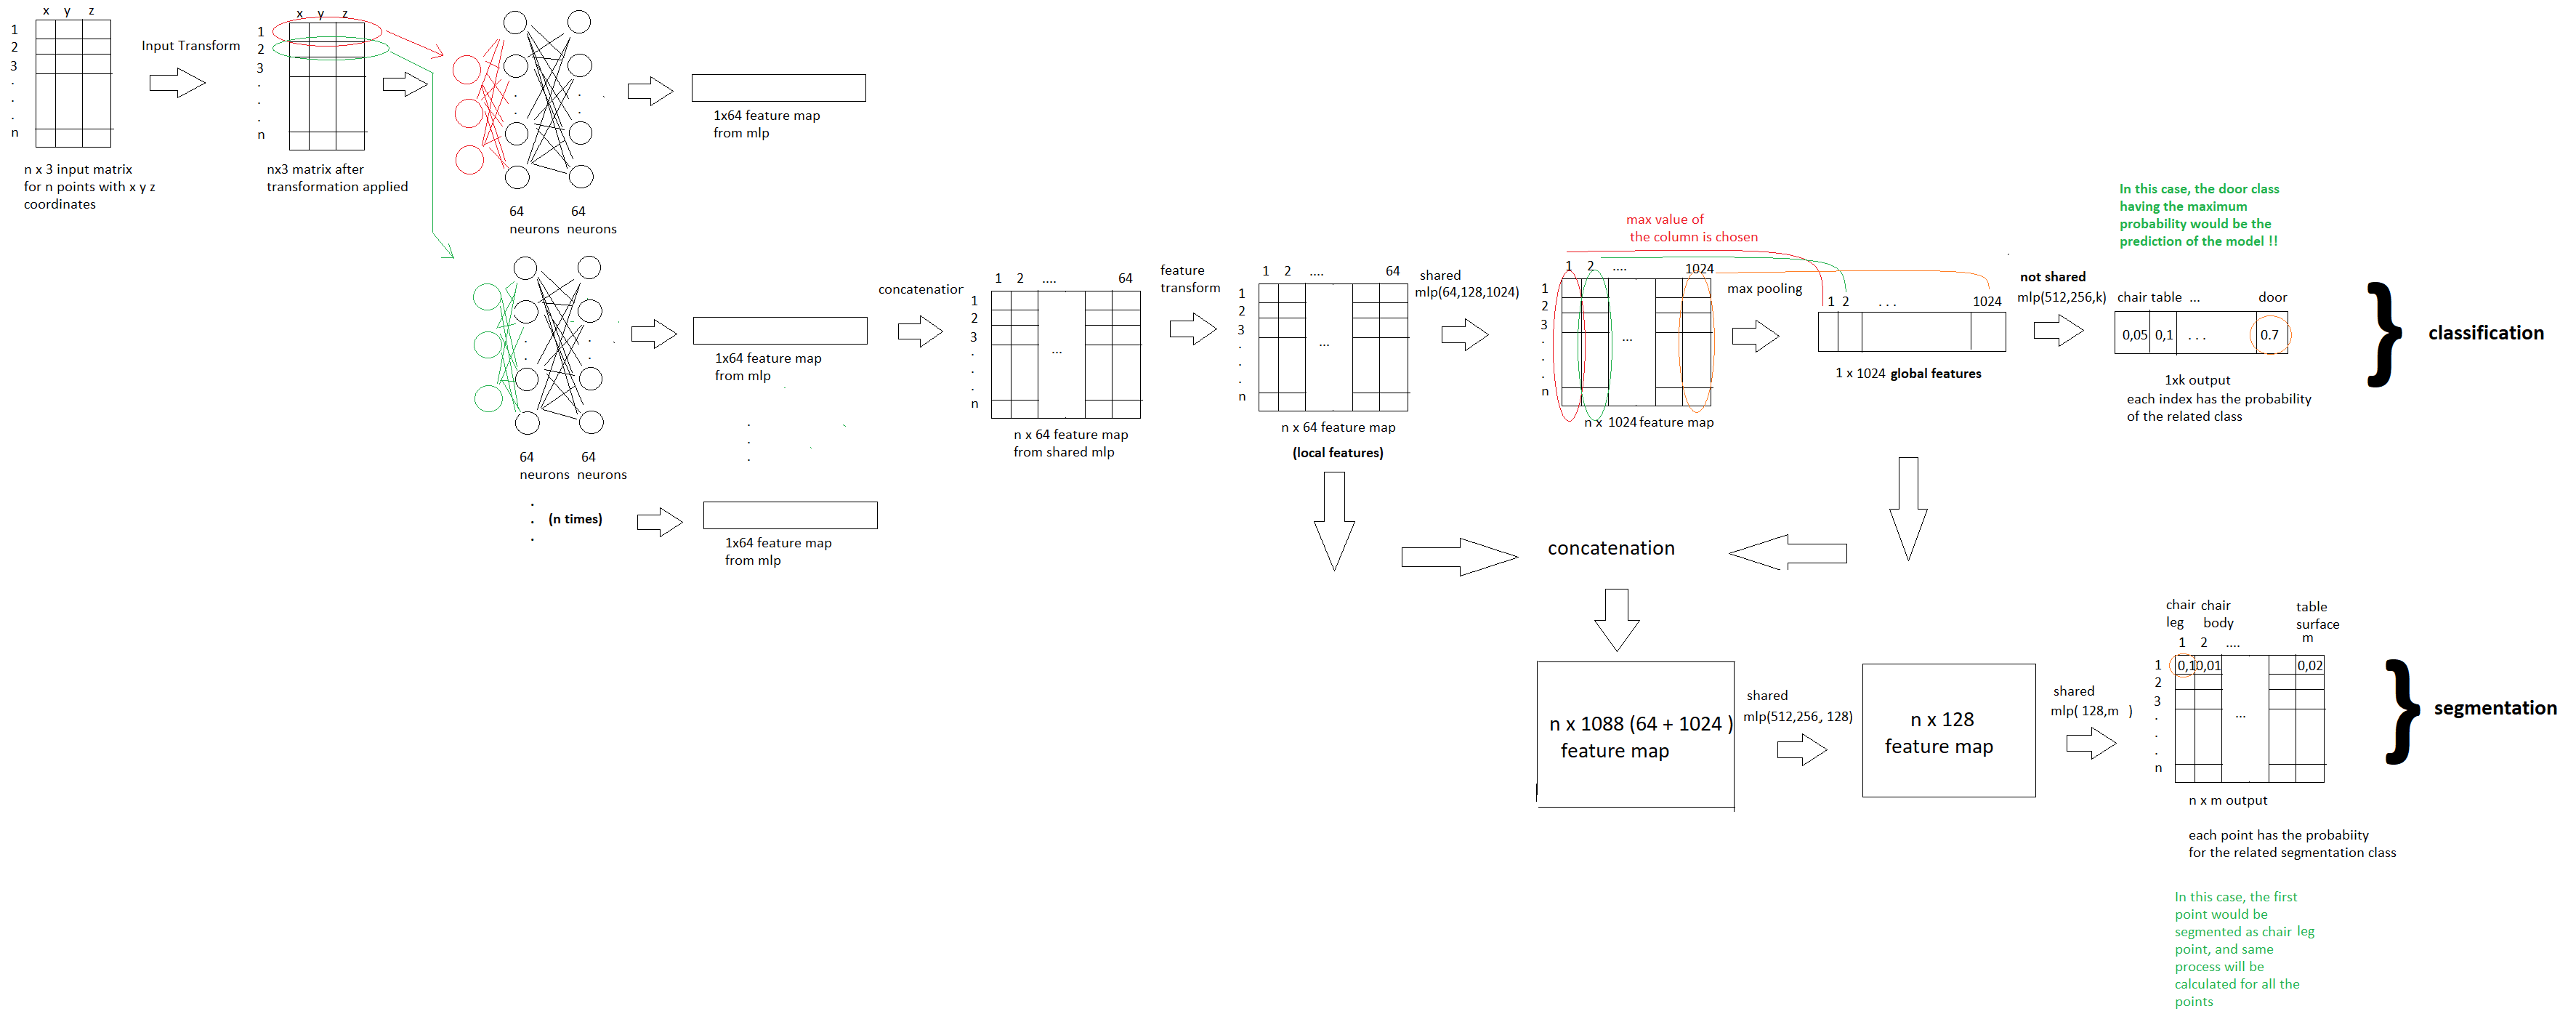 x y z
1
2
3
.
.
.
n
n x 3 input matrix
for n points with x y z
coordinates
Input Transform
x y z
1
2
3
.
.
.
n
nx3 matrix after
transformation applied
64
neurons
64
neurons
1x64 feature map
from mlp
64
neurons
64
neurons
1x64 feature map
from mlp
(n times)
1x64 feature map
from mlp
concatenatior
1 2 .... 64
1
2
3
.
.
.
n
...
n x 64 feature map
from shared mlp
feature
transform
1 2 .... 64
1
2
3
.
.
.
n
...
n x 64 feature map
(local features)
shared
mlp(64,128,1024)
max value of
the column is chosen
1 2 .... 1024
1
2
3
.
.
.
n
...
n x 1024 feature map
max pooling
1 2 ... 1024
1 x 1024 global features
not shared
mlp(512,256,k)
In this case, the door class
having the maximum
probability would be the
prediction of the model !!
chair table ... door
0,05 0,1 ... 0.7
1xk output
each index has the probability
of the related class
} classification
concatenation
n x 1088 (64 + 1024 )
feature map
shared
mlp(512,256, 128)
n x 128
feature map
shared
mlp( 128,m )
chair chair table
leg body surface
1 2 .... m
1
2
3
.
.
.
n
0,1 0,01 0,02
...
n x m output
each point has the probabiity
for the related segmentation class
} segmentation
In this case, the first
point would be
segmented as chair leg
point, and same
process will be
calculated for all the
points